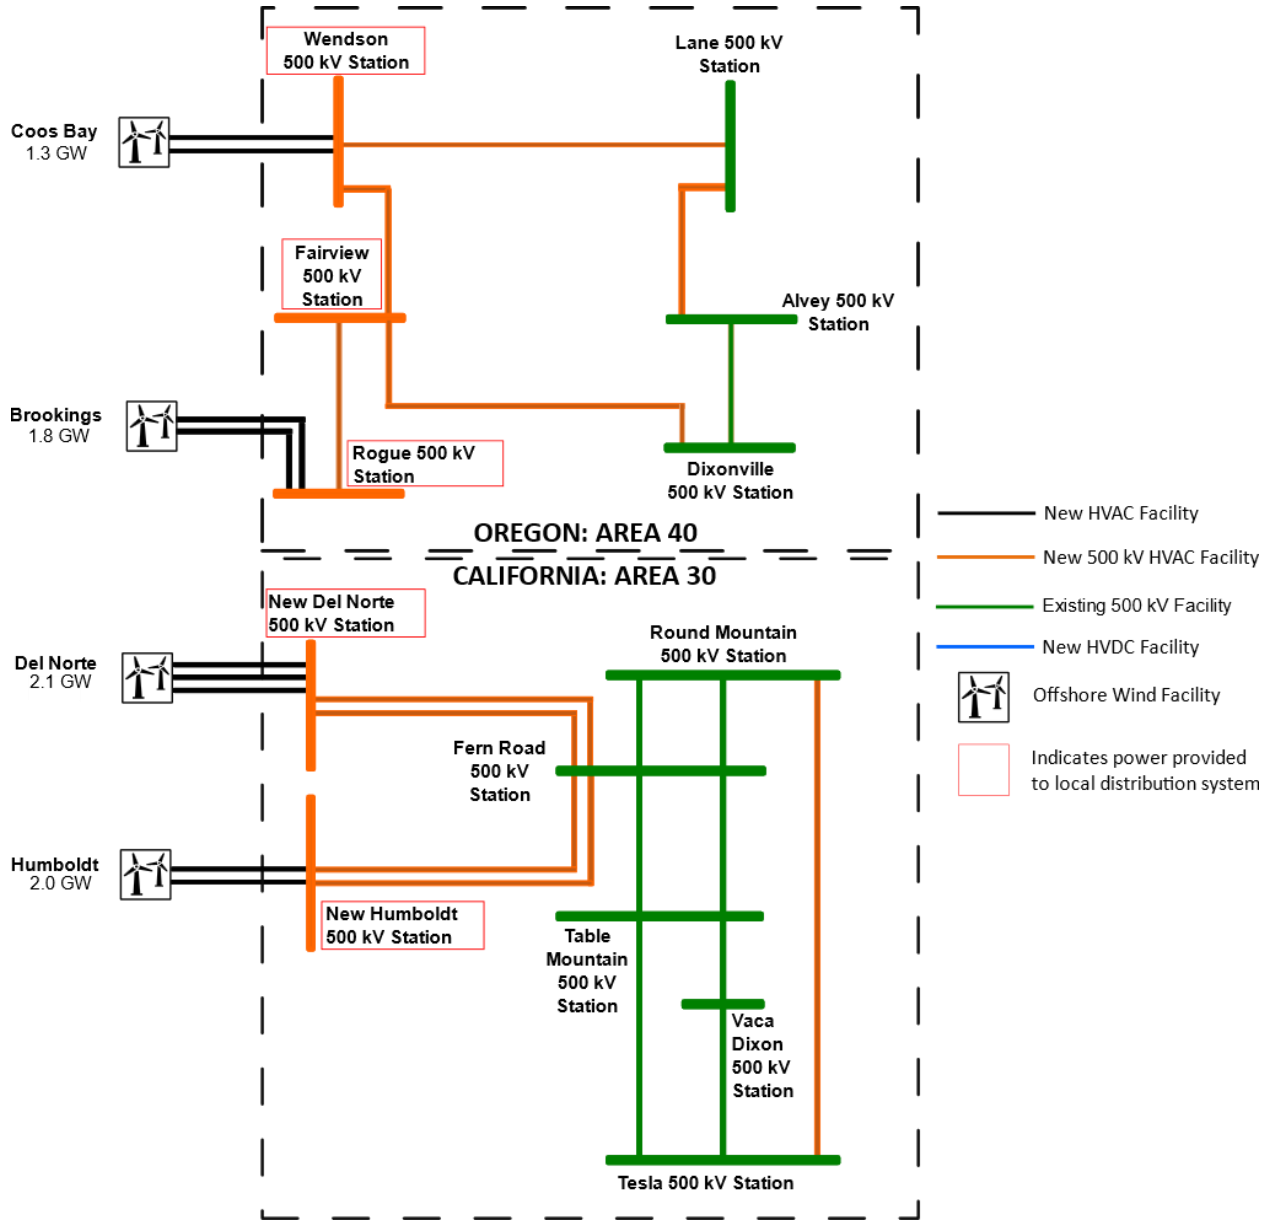 Wendson
500 kV Station
Lane 500 kV
Station
Coos Bay
1.3 GW
Fairview
500 kV
Station
Alvey 500 kV
Station
Brookings
1.8 GW
Rogue 500 kV
Station
Dixonville
500 kV Station
OREGON: AREA 40
CALIFORNIA: AREA 30
New Del Norte
500 kV Station
Del Norte
2.1 GW
Round Mountain
500 kV Station
Fern Road
500 kV
Station
Humboldt
2.0 GW
New Humboldt
500 kV Station
Table
Mountain
500 kV
Station
Vaca
Dixon
500 kV
Station
Tesla 500 kV Station
New HVAC Facility
New 500 kV HVAC Facility
Existing 500 kV Facility
New HVDC Facility
Offshore Wind Facility
Indicates power provided
to local distribution system